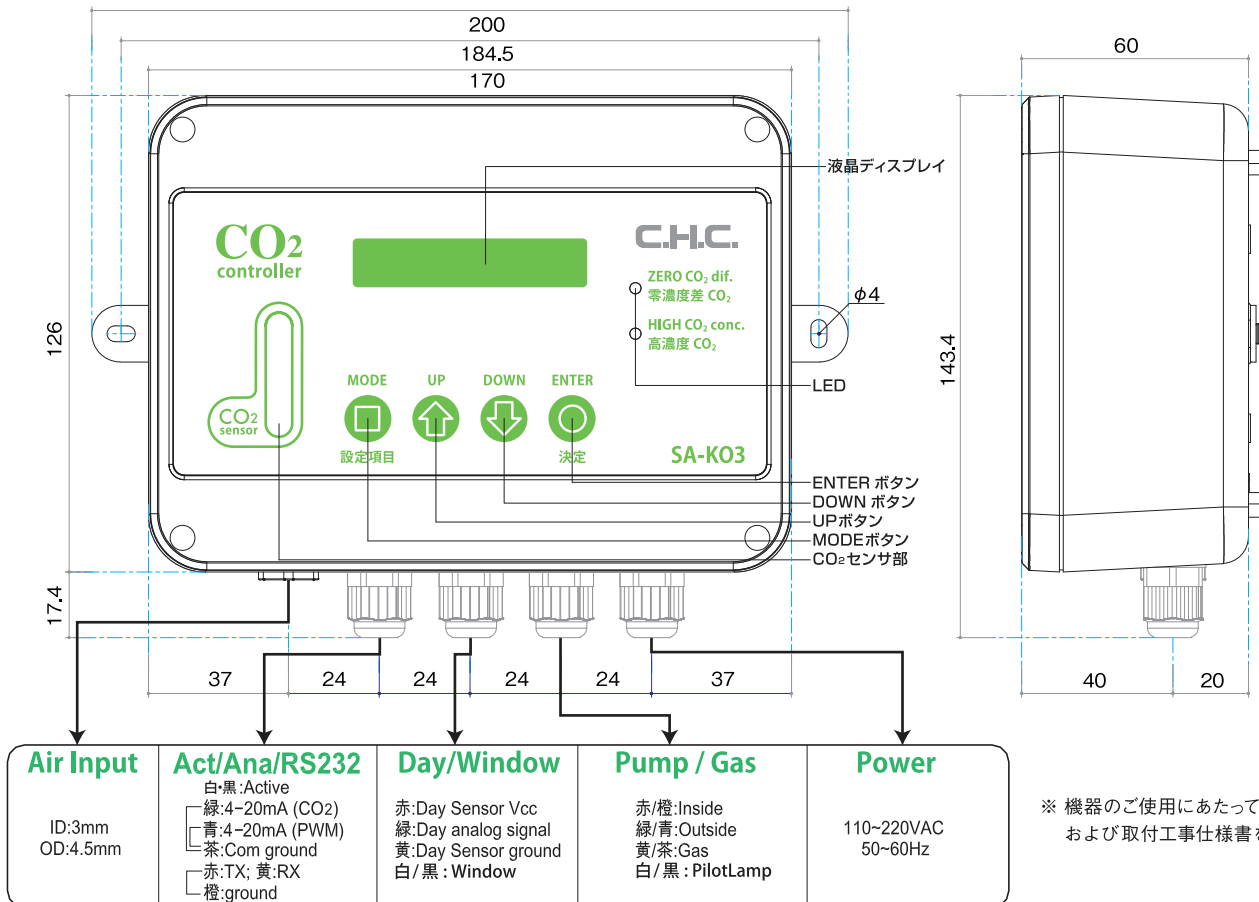 200
184.5
170
60
液晶ディスプレイ
CO2
controller
C.H.C.
ZERO CO2 dif.
零濃度差 CO2
HIGH CO2 conc.
高濃度 CO2
φ4
126
143.4
LED
MODE
UP
DOWN
ENTER
CO2
sensor
設定項目
決定
SA-KO3
ENTER ボタン
DOWN ボタン
UPボタン
MODEボタン
CO2センサ部
17.4
37
24
24
24
24
37
40
20
Air Input
ID:3mm
OD:4.5mm
Act/Ana/RS232
白・黒:Active
緑:4−20mA (CO2)
青:4−20mA (PWM)
茶:Com ground
赤:TX; 黄:RX
橙:ground
Day/Window
赤:Day Sensor Vcc
緑:Day analog signal
黄:Day Sensor ground
白/黒 : Window
Pump / Gas
赤/橙:Inside
緑/青:Outside
黄/茶:Gas
白/黒 : PilotLamp
Power
110~220VAC
50~60Hz
※ 機器のご使用にあたって
および取付工事仕様書を